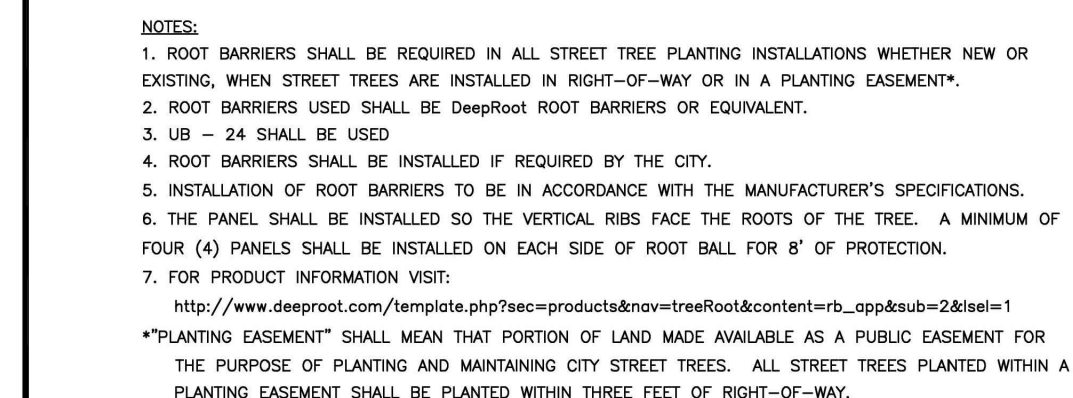 NOTES:
1. ROOT BARRIERS SHALL BE REQUIRED IN ALL STREET TREE PLANTING INSTALLATIONS WHETHER NEW OR
EXISTING, WHEN STREET TREES ARE INSTALLED IN RIGHT-OF-WAY OR IN A PLANTING EASEMENT*.
2. ROOT BARRIERS USED SHALL BE DeepRoot ROOT BARRIERS OR EQUIVALENT.
3. UB - 24 SHALL BE USED
4. ROOT BARRIERS SHALL BE INSTALLED IF REQUIRED BY THE CITY.
5. INSTALLATION OF ROOT BARRIERS TO BE IN ACCORDANCE WITH THE MANUFACTURER'S SPECIFICATIONS.
6. THE PANEL SHALL BE INSTALLED SO THE VERTICAL RIBS FACE THE ROOTS OF THE TREE. A MINIMUM OF
FOUR (4) PANELS SHALL BE INSTALLED ON EACH SIDE OF ROOT BALL FOR 8' OF PROTECTION.
7. FOR PRODUCT INFORMATION VISIT:
http://www.deeproot.com/template.php?sec=products&nav=treeRoot&content=rb_app&sub=2&lsel=1
*"PLANTING EASEMENT" SHALL MEAN THAT PORTION OF LAND MADE AVAILABLE AS A PUBLIC EASEMENT FOR
THE PURPOSE OF PLANTING AND MAINTAINING CITY STREET TREES. ALL STREET TREES PLANTED WITHIN A
PLANTING EASEMENT SHALL BE PLANTED WITHIN THREE FEET OF RIGHT-OF-WAY.